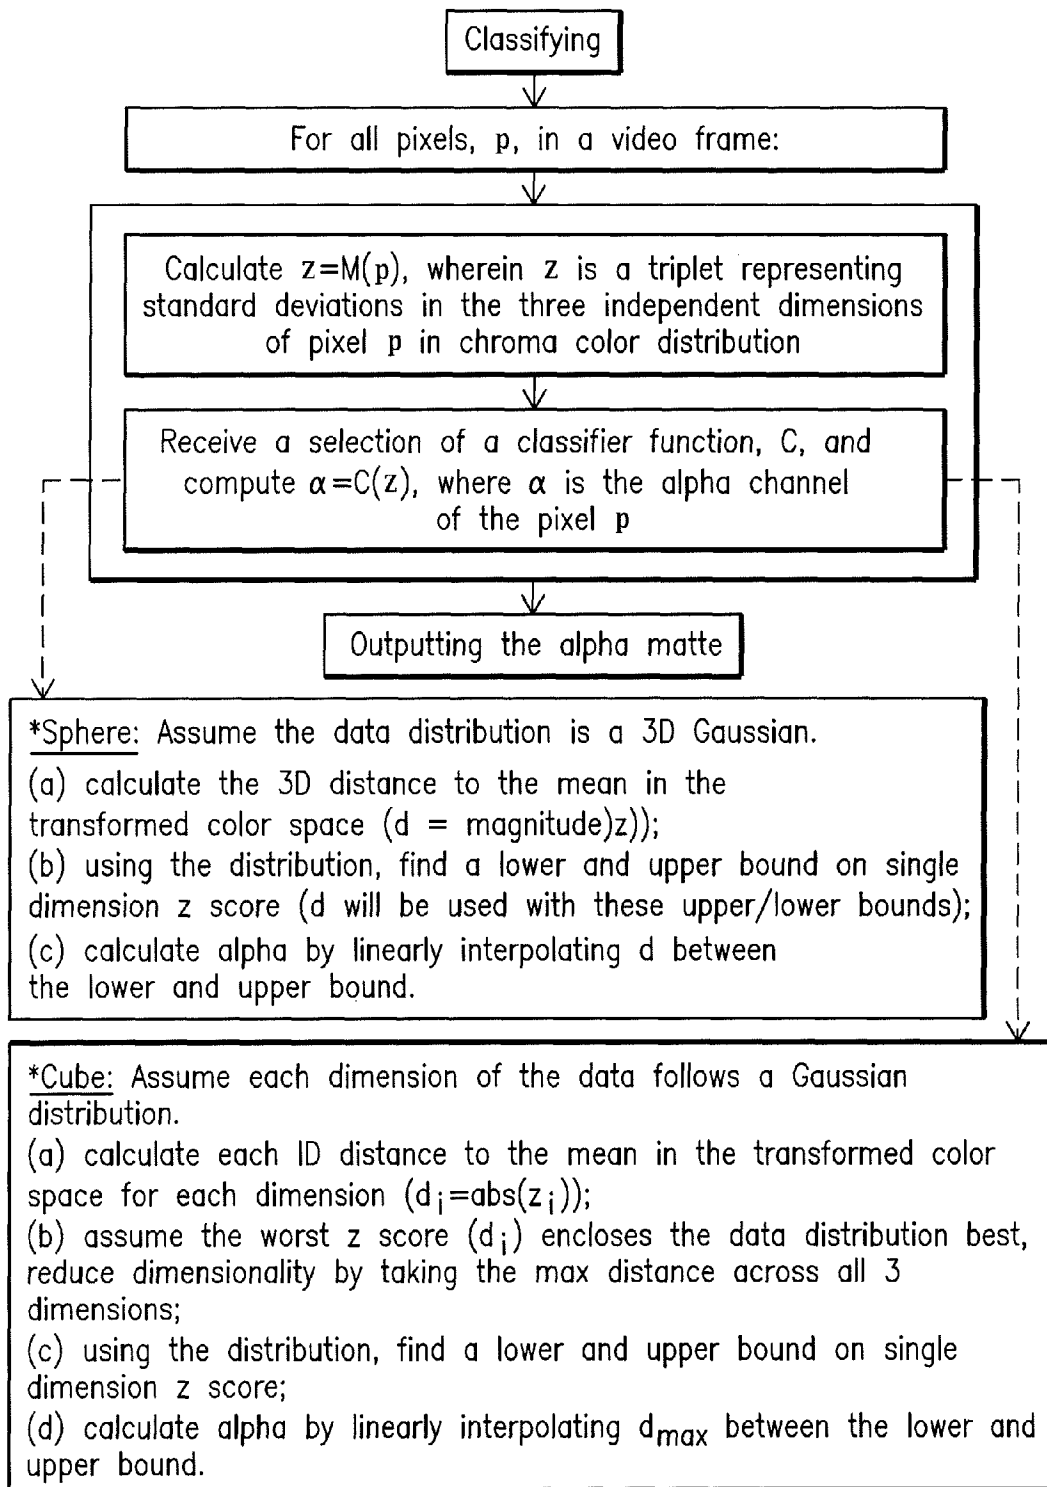 Classifying
For all pixels, p, in a video frame:
Calculate z=M(p), wherein z is a triplet representing
standard deviations in the three independent dimensions
of pixel p in chroma color distribution
Receive a selection of a classifier function, C, and
compute α=C(z), where α is the alpha channel
of the pixel p
Outputting the alpha matte
*Sphere: Assume the data distribution is a 3D Gaussian.
(a) calculate the 3D distance to the mean in the
transformed color space (d = magnitude)z));
(b) using the distribution, find a lower and upper bound on single
dimension z score (d will be used with these upper/lower bounds);
(c) calculate alpha by linearly interpolating d between
the lower and upper bound.
*Cube: Assume each dimension of the data follows a Gaussian
distribution.
(a) calculate each ID distance to the mean in the transformed color
space for each dimension (di=abs(zi));
(b) assume the worst z score (di) encloses the data distribution best,
reduce dimensionality by taking the max distance across all 3
dimensions;
(c) using the distribution, find a lower and upper bound on single
dimension z score;
(d) calculate alpha by linearly interpolating dmax between the lower and
upper bound.